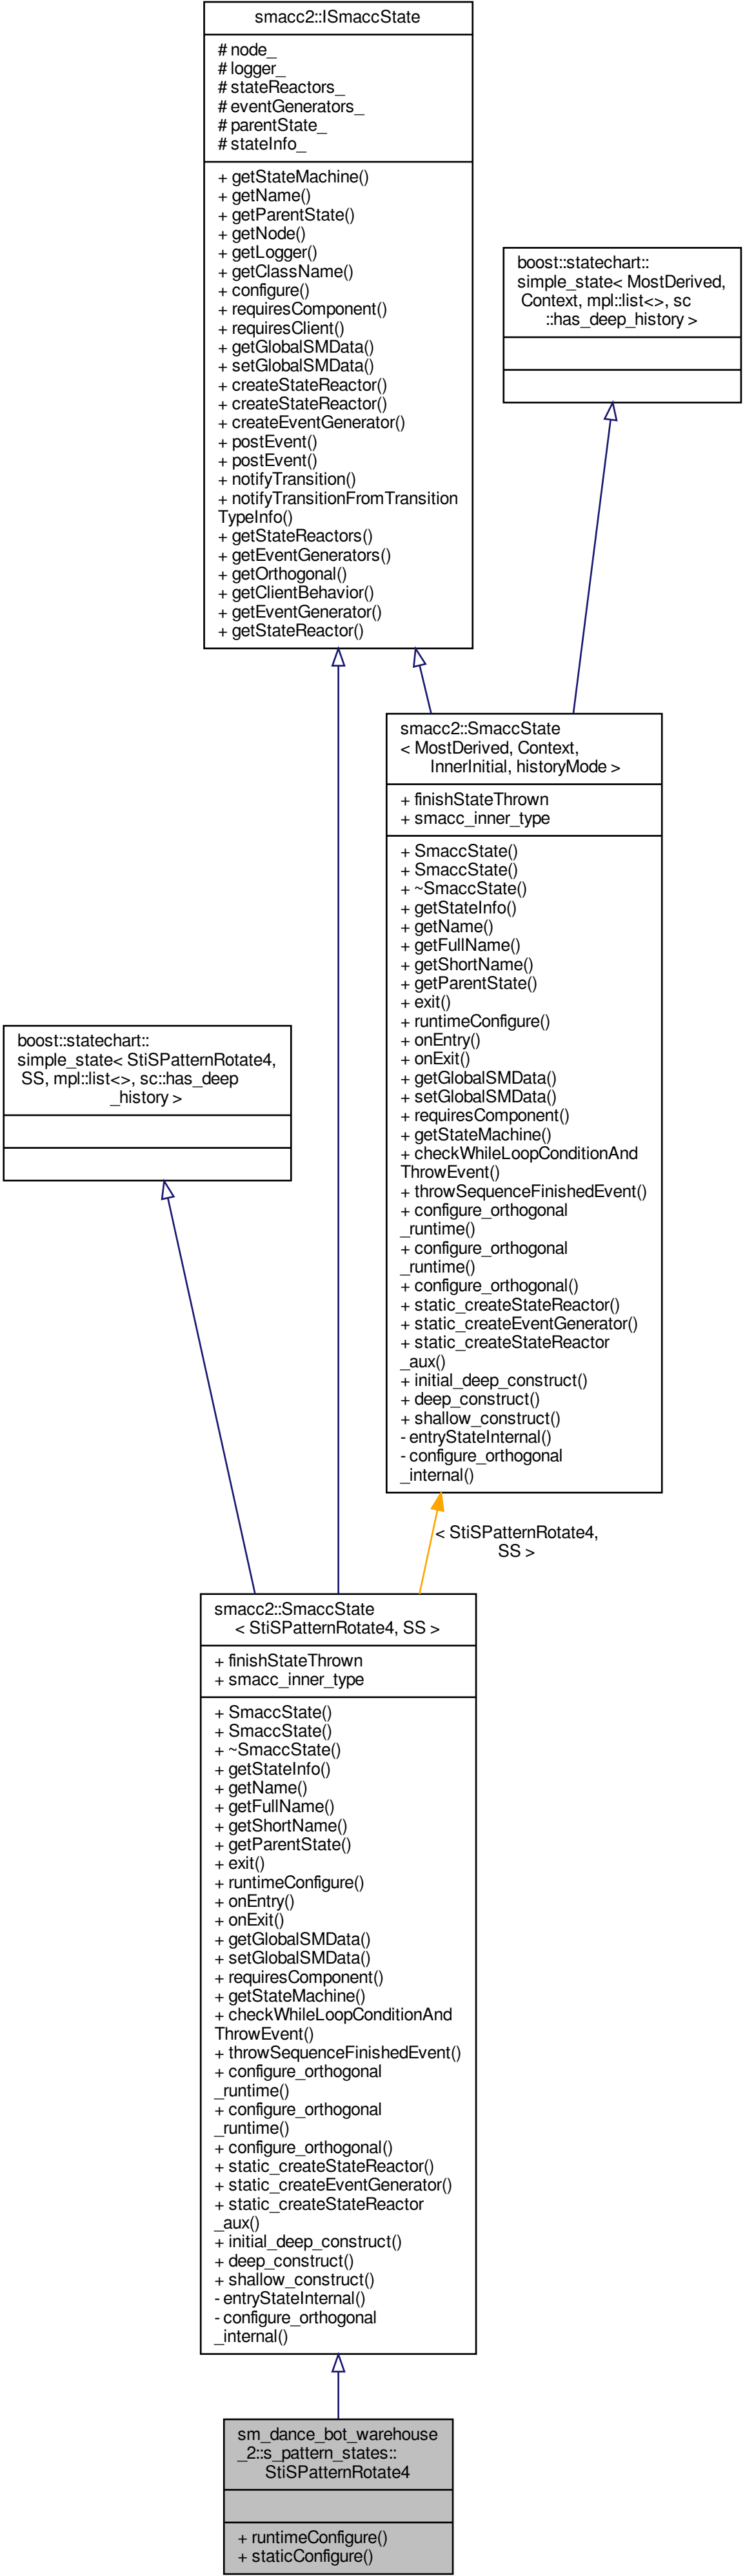 smacc2::ISmaccState
# node_
# logger_
# stateReactors_
# eventGenerators_
# parentState_
# stateInfo_
+ getStateMachine()
+ getName()
+ getParentState()
+ getNode()
+ getLogger()
+ getClassName()
+ configure()
+ requiresComponent()
+ requiresClient()
+ getGlobalSMData()
+ setGlobalSMData()
+ createStateReactor()
+ createStateReactor()
+ createEventGenerator()
+ postEvent()
+ postEvent()
+ notifyTransition()
+ notifyTransitionFromTransition
TypeInfo()
+ getStateReactors()
+ getEventGenerators()
+ getOrthogonal()
+ getClientBehavior()
+ getEventGenerator()
+ getStateReactor()
boost::statechart::
simple_state< MostDerived,
Context, mpl::list<>, sc
::has_deep_history >
smacc2::SmaccState
< MostDerived, Context,
InnerInitial, historyMode >
+ finishStateThrown
+ smacc_inner_type
+ SmaccState()
+ SmaccState()
+ ~SmaccState()
+ getStateInfo()
+ getName()
+ getFullName()
+ getShortName()
+ getParentState()
+ exit()
+ runtimeConfigure()
+ onEntry()
+ onExit()
+ getGlobalSMData()
+ setGlobalSMData()
+ requiresComponent()
+ getStateMachine()
+ checkWhileLoopConditionAnd
ThrowEvent()
+ throwSequenceFinishedEvent()
+ configure_orthogonal
_runtime()
+ configure_orthogonal
_runtime()
+ configure_orthogonal()
+ static_createStateReactor()
+ static_createEventGenerator()
+ static_createStateReactor
_aux()
+ initial_deep_construct()
+ deep_construct()
+ shallow_construct()
- entryStateInternal()
- configure_orthogonal
_internal()
boost::statechart::
simple_state< StiSPatternRotate4,
SS, mpl::list<>, sc::has_deep
_history >
< StiSPatternRotate4,
SS >
smacc2::SmaccState
< StiSPatternRotate4, SS >
+ finishStateThrown
+ smacc_inner_type
+ SmaccState()
+ SmaccState()
+ ~SmaccState()
+ getStateInfo()
+ getName()
+ getFullName()
+ getShortName()
+ getParentState()
+ exit()
+ runtimeConfigure()
+ onEntry()
+ onExit()
+ getGlobalSMData()
+ setGlobalSMData()
+ requiresComponent()
+ getStateMachine()
+ checkWhileLoopConditionAnd
ThrowEvent()
+ throwSequenceFinishedEvent()
+ configure_orthogonal
_runtime()
+ configure_orthogonal
_runtime()
+ configure_orthogonal()
+ static_createStateReactor()
+ static_createEventGenerator()
+ static_createStateReactor
_aux()
+ initial_deep_construct()
+ deep_construct()
+ shallow_construct()
- entryStateInternal()
- configure_orthogonal
_internal()
sm_dance_bot_warehouse
_2::s_pattern_states::
StiSPatternRotate4
+ runtimeConfigure()
+ staticConfigure()